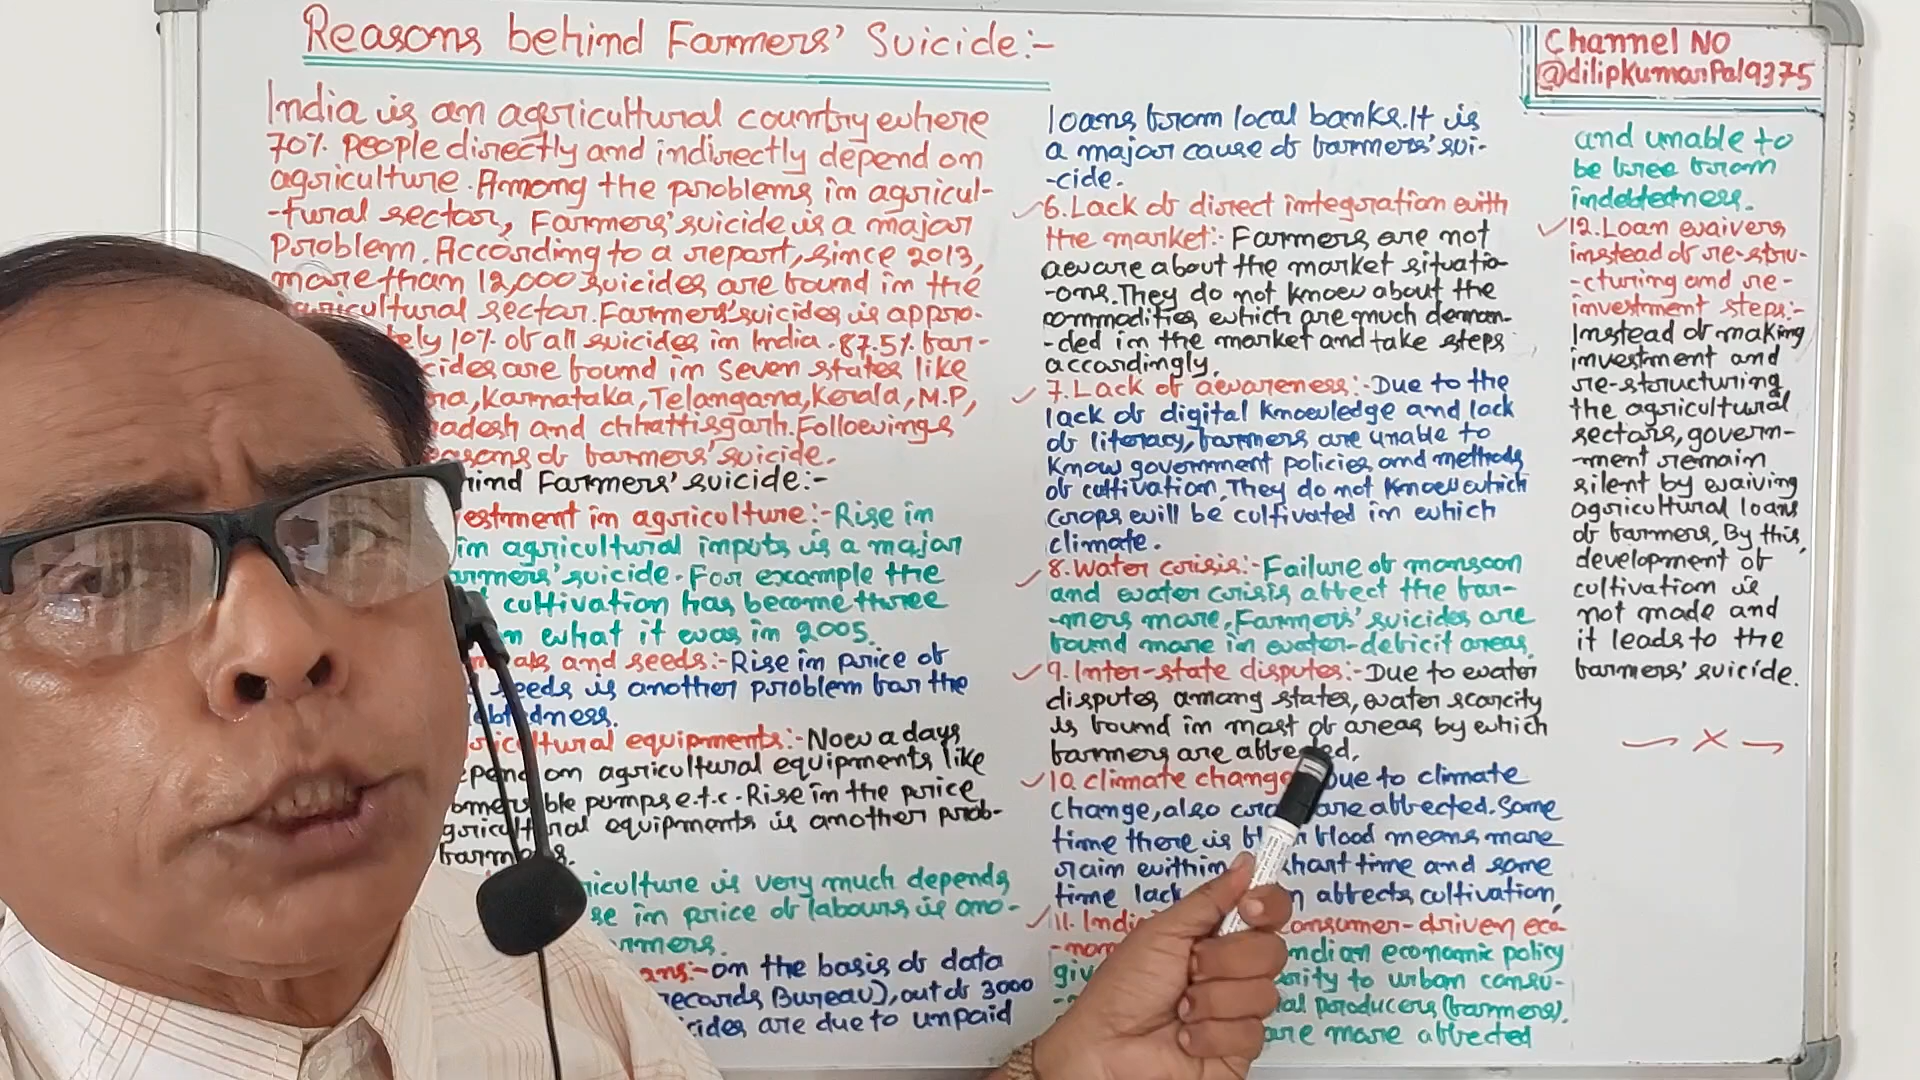 Reasons behind Farmers' Suicide:-
Channel NO
@dilipkumarPal9375
India is an agricultural country where
70% People directly and indirectly depend on
agriculture. Among the problems in agricul-
-tural sector, Farmers' suicide is a major
Problem. According to a report, since 2013,
more than 12,000 suicides are found in the
agricultural sector. Farmers' suicides is appro-
10% of all suicides in India. 87.5% far-
are found in seven states like
Karnataka, Telangana, Kerala, M.P,
and chhattisgarh. Followings
of farmers' suicide.
Farmers' suicide:-
in agriculture:- Rise in
in agricultural inputs is a major
suicide. For example the
cultivation has become three
what it was in 2005.
and seeds:- Rise in price of
seeds is another problem for the
equipments:- Now a days
on agricultural equipments like
pumps e.t.c. Rise in the price
equipments is another prob-
is very much depends
in price of labours is ano-
on the basis of data
Bureau), out of 3000
are due to unpaid
loans from local banks. It is
a major cause of farmers' sui-
-cide.
6. Lack of direct integration with
the market:- Farmers are not
aware about the market situatio-
-ons. They do not know about the
commodities which are much deman-
-ded in the market and take steps
accordingly.
7. Lack of awareness:- Due to the
lack of digital knowledge and lack
of literacy, farmers are unable to
know government policies and methods
of cultivation. They do not know which
crops will be cultivated in which
climate.
8. Water crisis:- Failure of monsoon
and water crisis affect the far-
-mers more. Farmers' suicides are
found more in water-deficit areas.
9. Inter-state disputes:- Due to water
disputes among states, water scarcity
is found in most of areas by which
farmers are affected.
10. Climate change Due to climate
change, also are affected. Some
time there is flood means more
rain within short time and some
time lack affects cultivation,
11. consumer-driven eco-
Indian economic policy
to urban consu-
producers (farmers).
are more affected
and unable to
be free from
indebtedness.
12. Loan waivers
instead of re-stru-
-cturing and re-
investment steps:-
Instead of making
investment and
re-structuring
the agricultural
sectors, govern-
-ment remain
silent by waiving
agricultural loans
of farmers. By this,
development of
cultivation is
not made and
it leads to the
farmers' suicide.